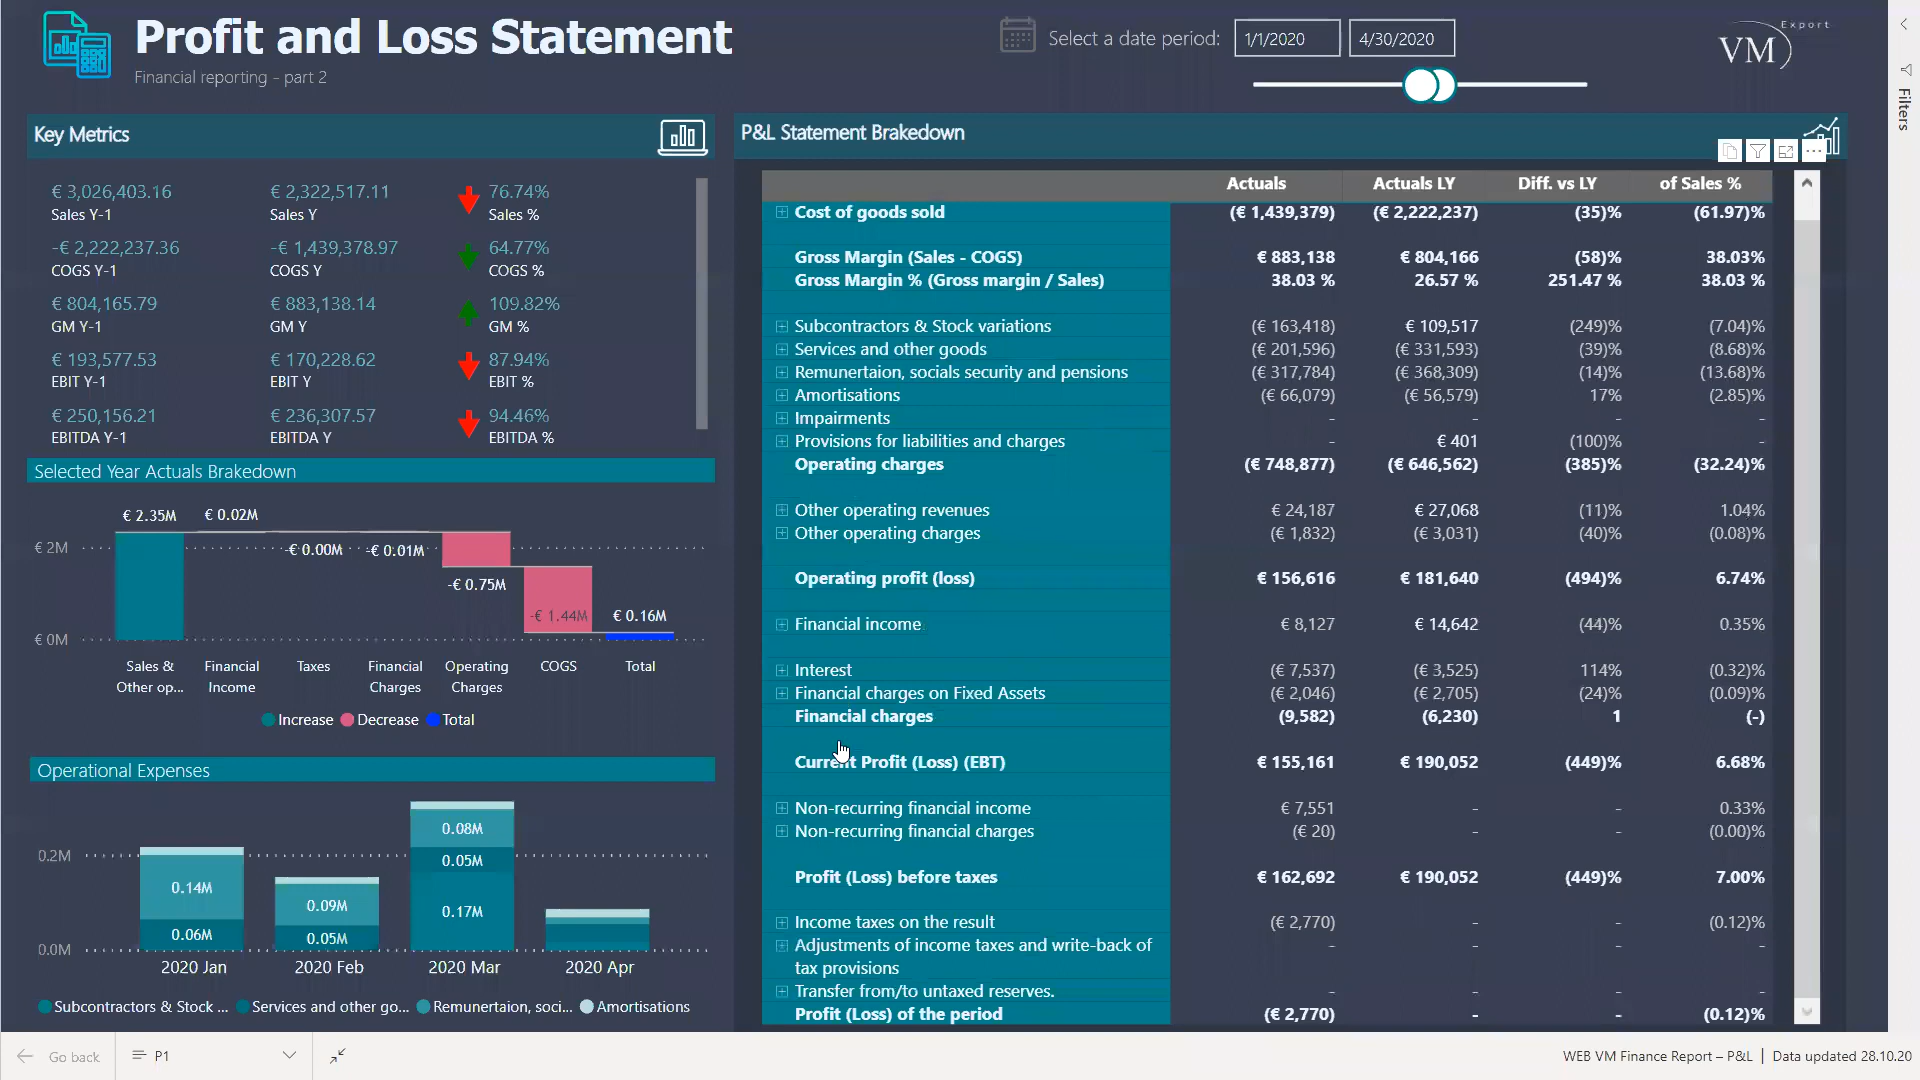 Profit and Loss Statement
Financial reporting - part 2
Select a date period:
1/1/2020
4/30/2020
Export
VM
Filters
Key Metrics
€ 3,026,403.16 € 2,322,517.11 76.74%
Sales Y-1 Sales Y Sales %
-€ 2,222,237.36 -€ 1,439,378.97 64.77%
COGS Y-1 COGS Y COGS %
€ 804,165.79 € 883,138.14 109.82%
GM Y-1 GM Y GM %
€ 193,577.53 € 170,228.62 87.94%
EBIT Y-1 EBIT Y EBIT %
€ 250,156.21 € 236,307.57 94.46%
EBITDA Y-1 EBITDA Y EBITDA %
Selected Year Actuals Brakedown
€ 2.35M € 0.02M
€ 2M
-€ 0.00M -€ 0.01M
-€ 0.75M
-€ 1.44M € 0.16M
€ 0M
Sales & Financial Taxes Financial Operating COGS Total
Other op... Income Charges Charges
Increase Decrease Total
Operational Expenses
0.08M
0.2M
0.05M
0.14M
0.09M
0.17M
0.06M
0.05M
0.0M
2020 Jan 2020 Feb 2020 Mar 2020 Apr
Subcontractors & Stock ... Services and other go... Remunertaion, soci... Amortisations
P&L Statement Brakedown
Actuals Actuals LY Diff. vs LY of Sales %
Cost of goods sold (€ 1,439,379) (€ 2,222,237) (35)% (61.97)%
Gross Margin (Sales - COGS) € 883,138 € 804,166 (58)% 38.03%
Gross Margin % (Gross margin / Sales) 38.03 % 26.57 % 251.47 % 38.03 %
Subcontractors & Stock variations (€ 163,418) € 109,517 (249)% (7.04)%
Services and other goods (€ 201,596) (€ 331,593) (39)% (8.68)%
Remunertaion, socials security and pensions (€ 317,784) (€ 368,309) (14)% (13.68)%
Amortisations (€ 66,079) (€ 56,579) 17% (2.85)%
Impairments - - - -
Provisions for liabilities and charges - € 401 (100)% -
Operating charges (€ 748,877) (€ 646,562) (385)% (32.24)%
Other operating revenues € 24,187 € 27,068 (11)% 1.04%
Other operating charges (€ 1,832) (€ 3,031) (40)% (0.08)%
Operating profit (loss) € 156,616 € 181,640 (494)% 6.74%
Financial income € 8,127 € 14,642 (44)% 0.35%
Interest (€ 7,537) (€ 3,525) 114% (0.32)%
Financial charges on Fixed Assets (€ 2,046) (€ 2,705) (24)% (0.09)%
Financial charges (9,582) (6,230) 1 (-)
Current Profit (Loss) (EBT) € 155,161 € 190,052 (449)% 6.68%
Non-recurring financial income € 7,551 - - 0.33%
Non-recurring financial charges (€ 20) - - (0.00)%
Profit (Loss) before taxes € 162,692 € 190,052 (449)% 7.00%
Income taxes on the result (€ 2,770) - - (0.12)%
Adjustments of income taxes and write-back of - - - -
tax provisions
Transfer from/to untaxed reserves. - - - -
Profit (Loss) of the period (€ 2,770) - - (0.12)%
Go back
P1
WEB VM Finance Report – P&L | Data updated 28.10.20